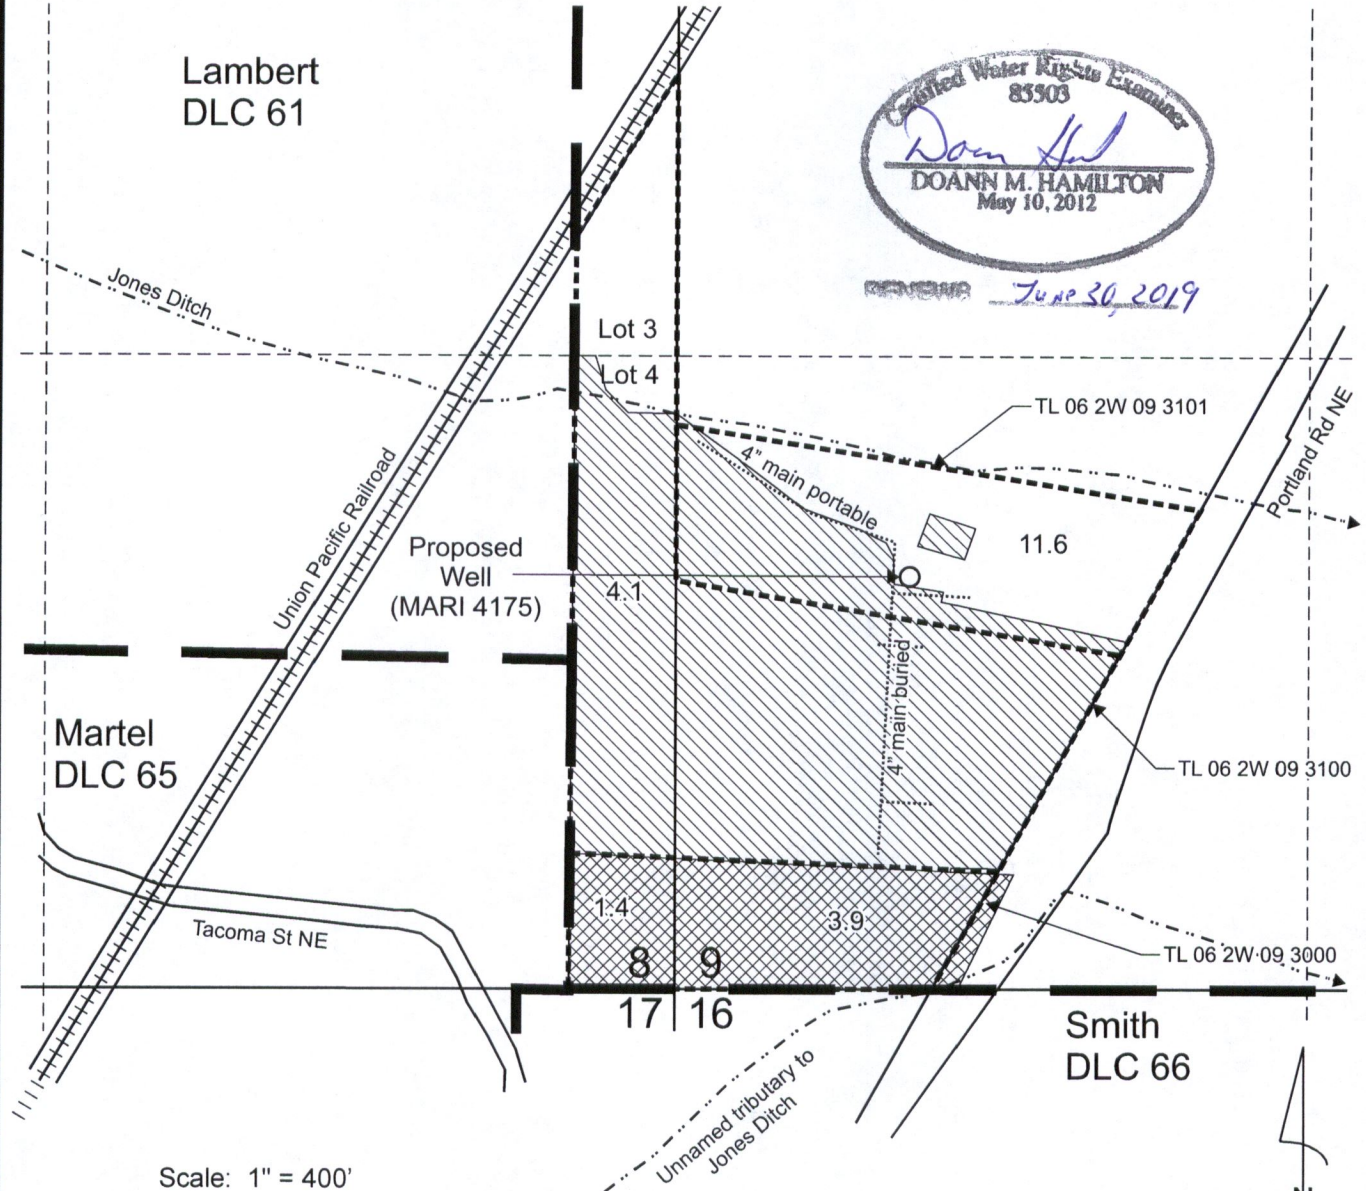 Lambert
DLC 61
Certified Water Rights Examiner
85503
DOANN M. HAMILTON
May 10, 2012
June 30, 2019
Jones Ditch
Lot 3
Lot 4
TL 06 2W 09 3101
Portland Rd NE
4" main portable
Union Pacific Railroad
11.6
Proposed
Well
(MARI 4175)
4.1
4" main buried
Martel
DLC 65
TL 06 2W 09 3100
1.4
3.9
Tacoma St NE
8 9
TL 06 2W 09 3000
17 16
Smith
DLC 66
Unnamed tributary to
Jones Ditch
Scale: 1" = 400'